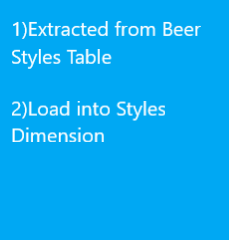 1)Extracted from Beer
Styles Table
2)Load into Styles
Dimension